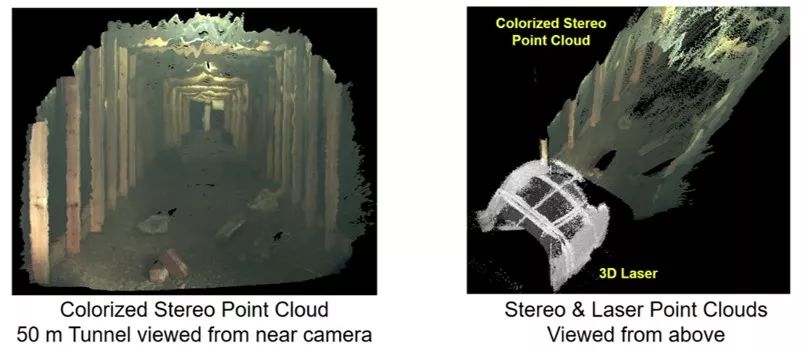 Colorized Stereo
Point Cloud
3D Laser
Colorized Stereo Point Cloud
50 m Tunnel viewed from near camera
Stereo & Laser Point Clouds
Viewed from above